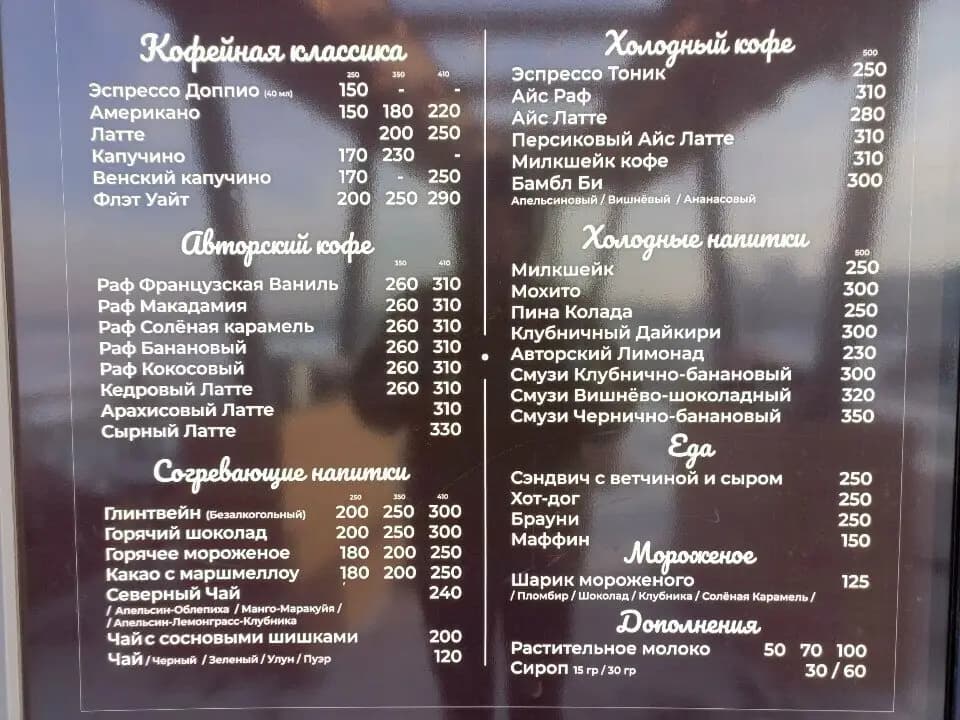 Кофейная классика
250 350 410
Эспрессо Доппио (40 мл) 150 - -
Американо 150 180 220
Латте 200 250
Капучино 170 230 -
Венский капучино 170 - 250
Флэт Уайт 200 250 290
Авторский кофе
350 410
Раф Французская Ваниль 260 310
Раф Макадамия 260 310
Раф Солёная карамель 260 310
Раф Банановый 260 310
Раф Кокосовый 260 310
Кедровый Латте 260 310
Арахисовый Латте 310
Сырный Латте 330
Согревающие напитки
250 350 410
Глинтвейн (Безалкогольный) 200 250 300
Горячий шоколад 200 250 300
Горячее мороженое 180 200 250
Какао с маршмеллоу 180 200 250
Северный Чай 240
/ Апельсин-Облепиха / Манго-Маракуйя /
/ Апельсин-Лемонграсс-Клубника
Чай с сосновыми шишками 200
Чай / Черный / Зеленый / Улун / Пуэр 120
Холодный кофе
500
Эспрессо Тоник 250
Айс Раф 310
Айс Латте 280
Персиковый Айс Латте 310
Милкшейк кофе 310
Бамбл Би 300
Апельсиновый / Вишнёвый / Ананасовый
Холодные напитки
500
Милкшейк 250
Мохито 300
Пина Колада 250
Клубничный Дайкири 300
Авторский Лимонад 230
Смузи Клубнично-банановый 300
Смузи Вишнёво-шоколадный 320
Смузи Чернично-банановый 350
Еда
Сэндвич с ветчиной и сыром 250
Хот-дог 250
Брауни 250
Маффин 150
Мороженое
Шарик мороженого 125
/ Пломбир / Шоколад / Клубника / Солёная Карамель /
Дополнения
Растительное молоко 50 70 100
Сироп 15 гр / 30 гр 30 / 60